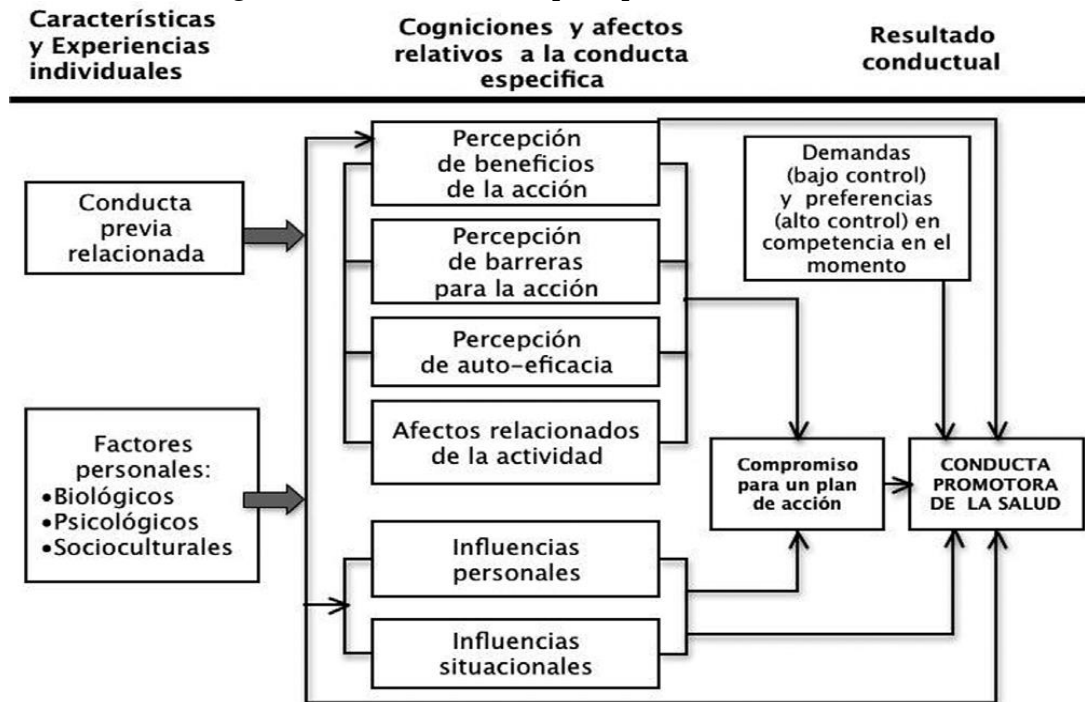 Características
y Experiencias
individuales
Cogniciones y afectos
relativos a la conducta
especifica
Resultado
conductual
Conducta
previa
relacionada
Factores
personales:
•Biológicos
•Psicológicos
•Socioculturales
Percepción
de beneficios
de la acción
Percepción
de barreras
para la acción
Percepción
de auto-eficacia
Afectos relacionados
de la actividad
Influencias
personales
Influencias
situacionales
Demandas
(bajo control)
y preferencias
(alto control) en
competencia en el
momento
Compromiso
para un plan
de acción
CONDUCTA
PROMOTORA
DE LA SALUD